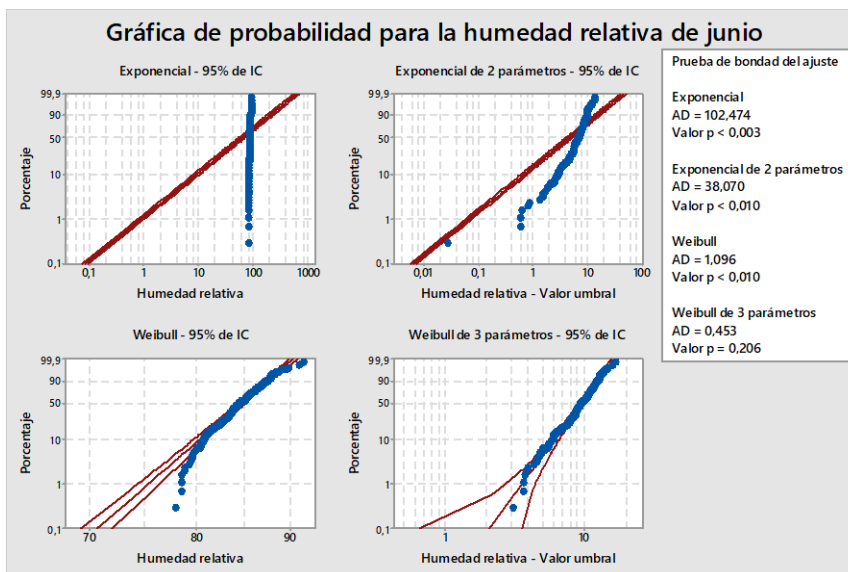 Gráfica de probabilidad para la humedad relativa de junio
Exponencial - 95% de IC
Porcentaje
99,9
90
50
10
1
0,1
0,1
1
10
100
1000
Humedad relativa
Exponencial de 2 parámetros - 95% de IC
Porcentaje
99,9
90
50
10
1
0,1
0,01
0,1
1
10
100
Humedad relativa - Valor umbral
Weibull - 95% de IC
Porcentaje
99,9
90
50
10
1
0,1
70
80
90
Humedad relativa
Weibull de 3 parámetros - 95% de IC
Porcentaje
99,9
90
50
10
1
0,1
1
10
Humedad relativa - Valor umbral
Prueba de bondad del ajuste
Exponencial
AD = 102,474
Valor p < 0,003
Exponencial de 2 parámetros
AD = 38,070
Valor p < 0,010
Weibull
AD = 1,096
Valor p < 0,010
Weibull de 3 parámetros
AD = 0,453
Valor p = 0,206